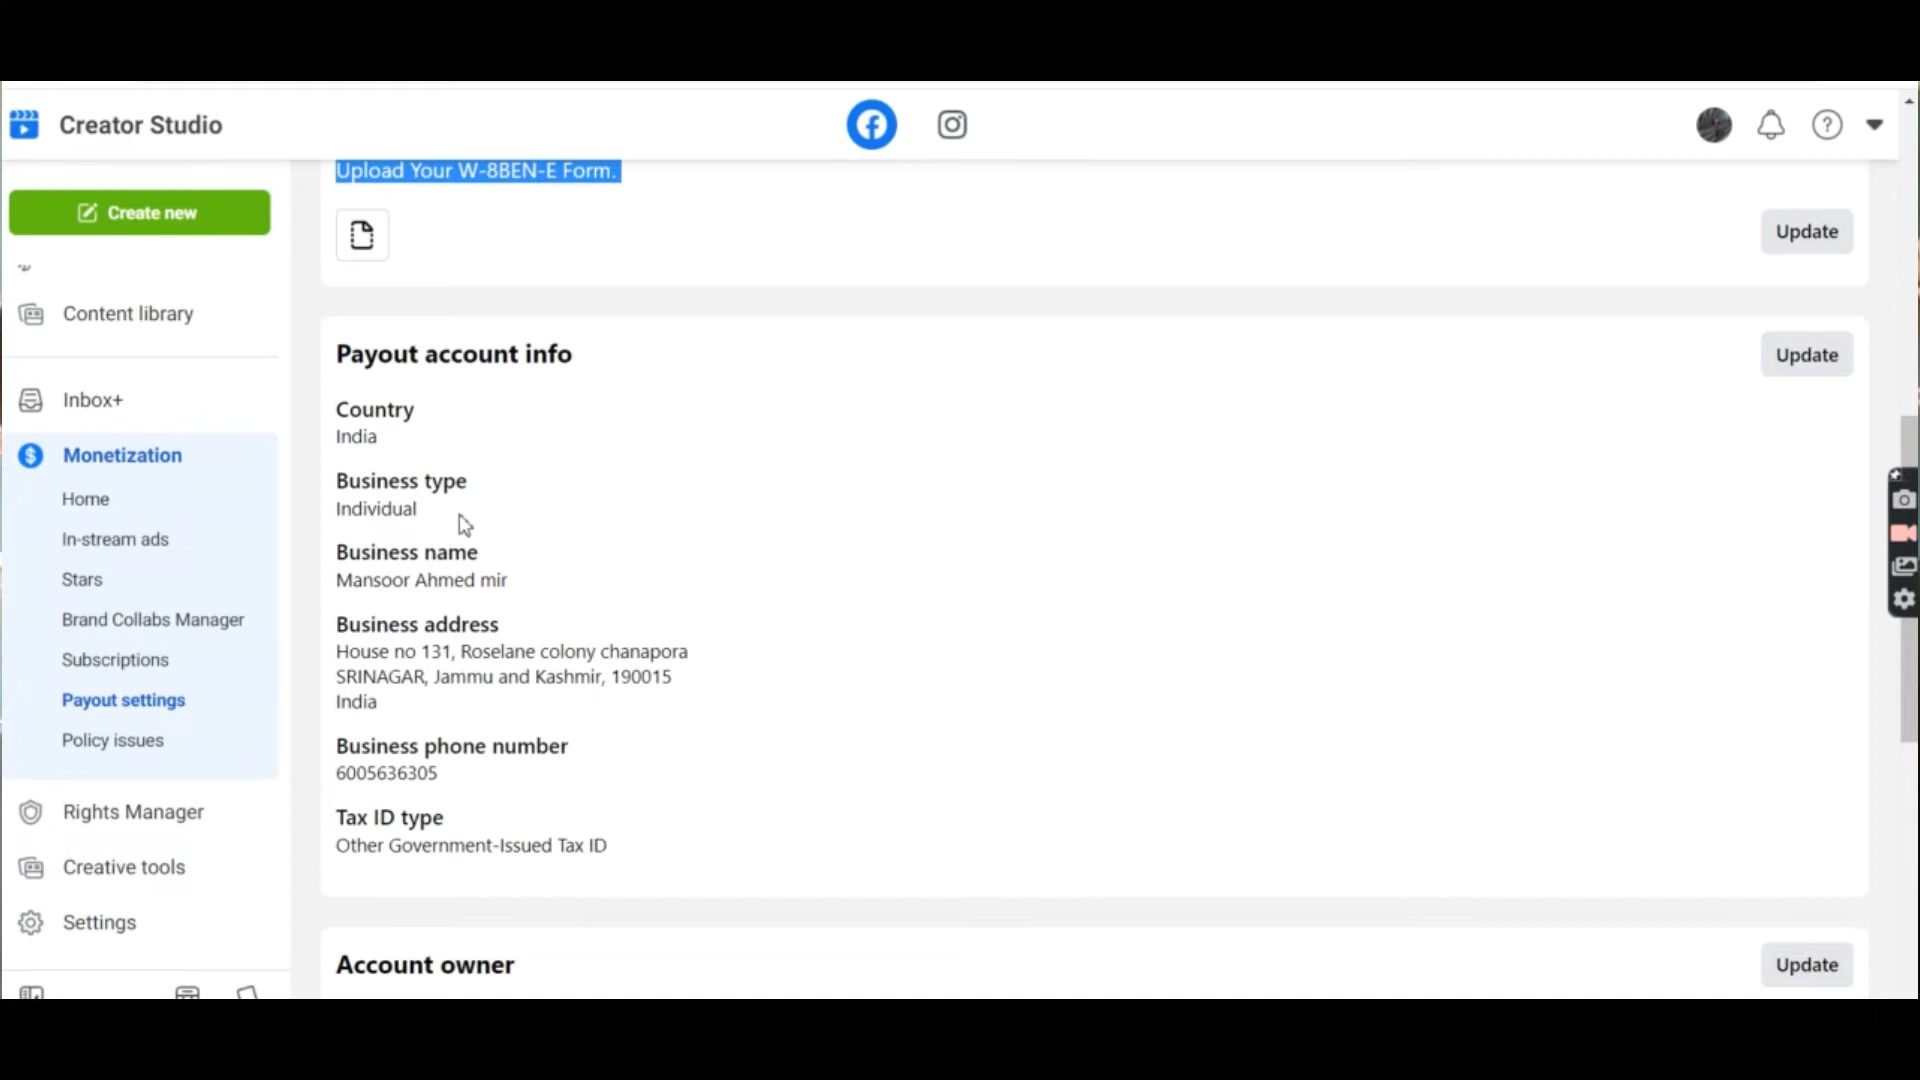 Creator Studio
Create new
Content library
Inbox+
Monetization
Home
In-stream ads
Stars
Brand Collabs Manager
Subscriptions
Payout settings
Policy issues
Rights Manager
Creative tools
Settings
Upload Your W-8BEN-E Form.
Update
Payout account info
Update
Country
India
Business type
Individual
Business name
Mansoor Ahmed mir
Business address
House no 131, Roselane colony chanapora
SRINAGAR, Jammu and Kashmir, 190015
India
Business phone number
6005636305
Tax ID type
Other Government-Issued Tax ID
Account owner
Update